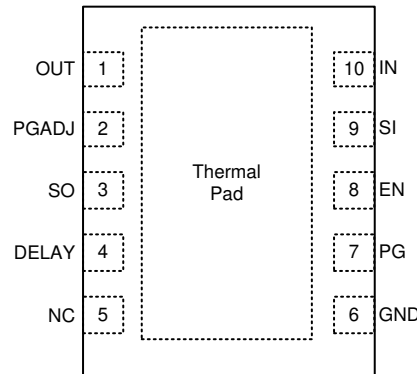 OUT 1 10 IN
PGADJ 2 9 SI
SO 3 8 EN
Thermal
Pad
DELAY 4 7 PG
NC 5 6 GND